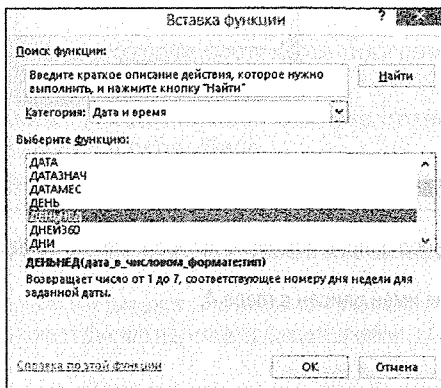 Вставка функции ?
Поиск функции:
Введите краткое описание действия, которое нужно
выполнить, и нажмите кнопку "Найти"
Найти
Категория: Дата и время
Выберите функцию:
ДАТА
ДАТАЗНАЧ
ДАТАМЕС
ДЕНЬ
ДЕНЬНЕД
ДНЕЙ360
ДНИ
ДЕНЬНЕД(дата_в_числовом_формате;тип)
Возвращает число от 1 до 7, соответствующее номеру дня недели для
заданной даты.
Справка по этой функции
ОК
Отмена